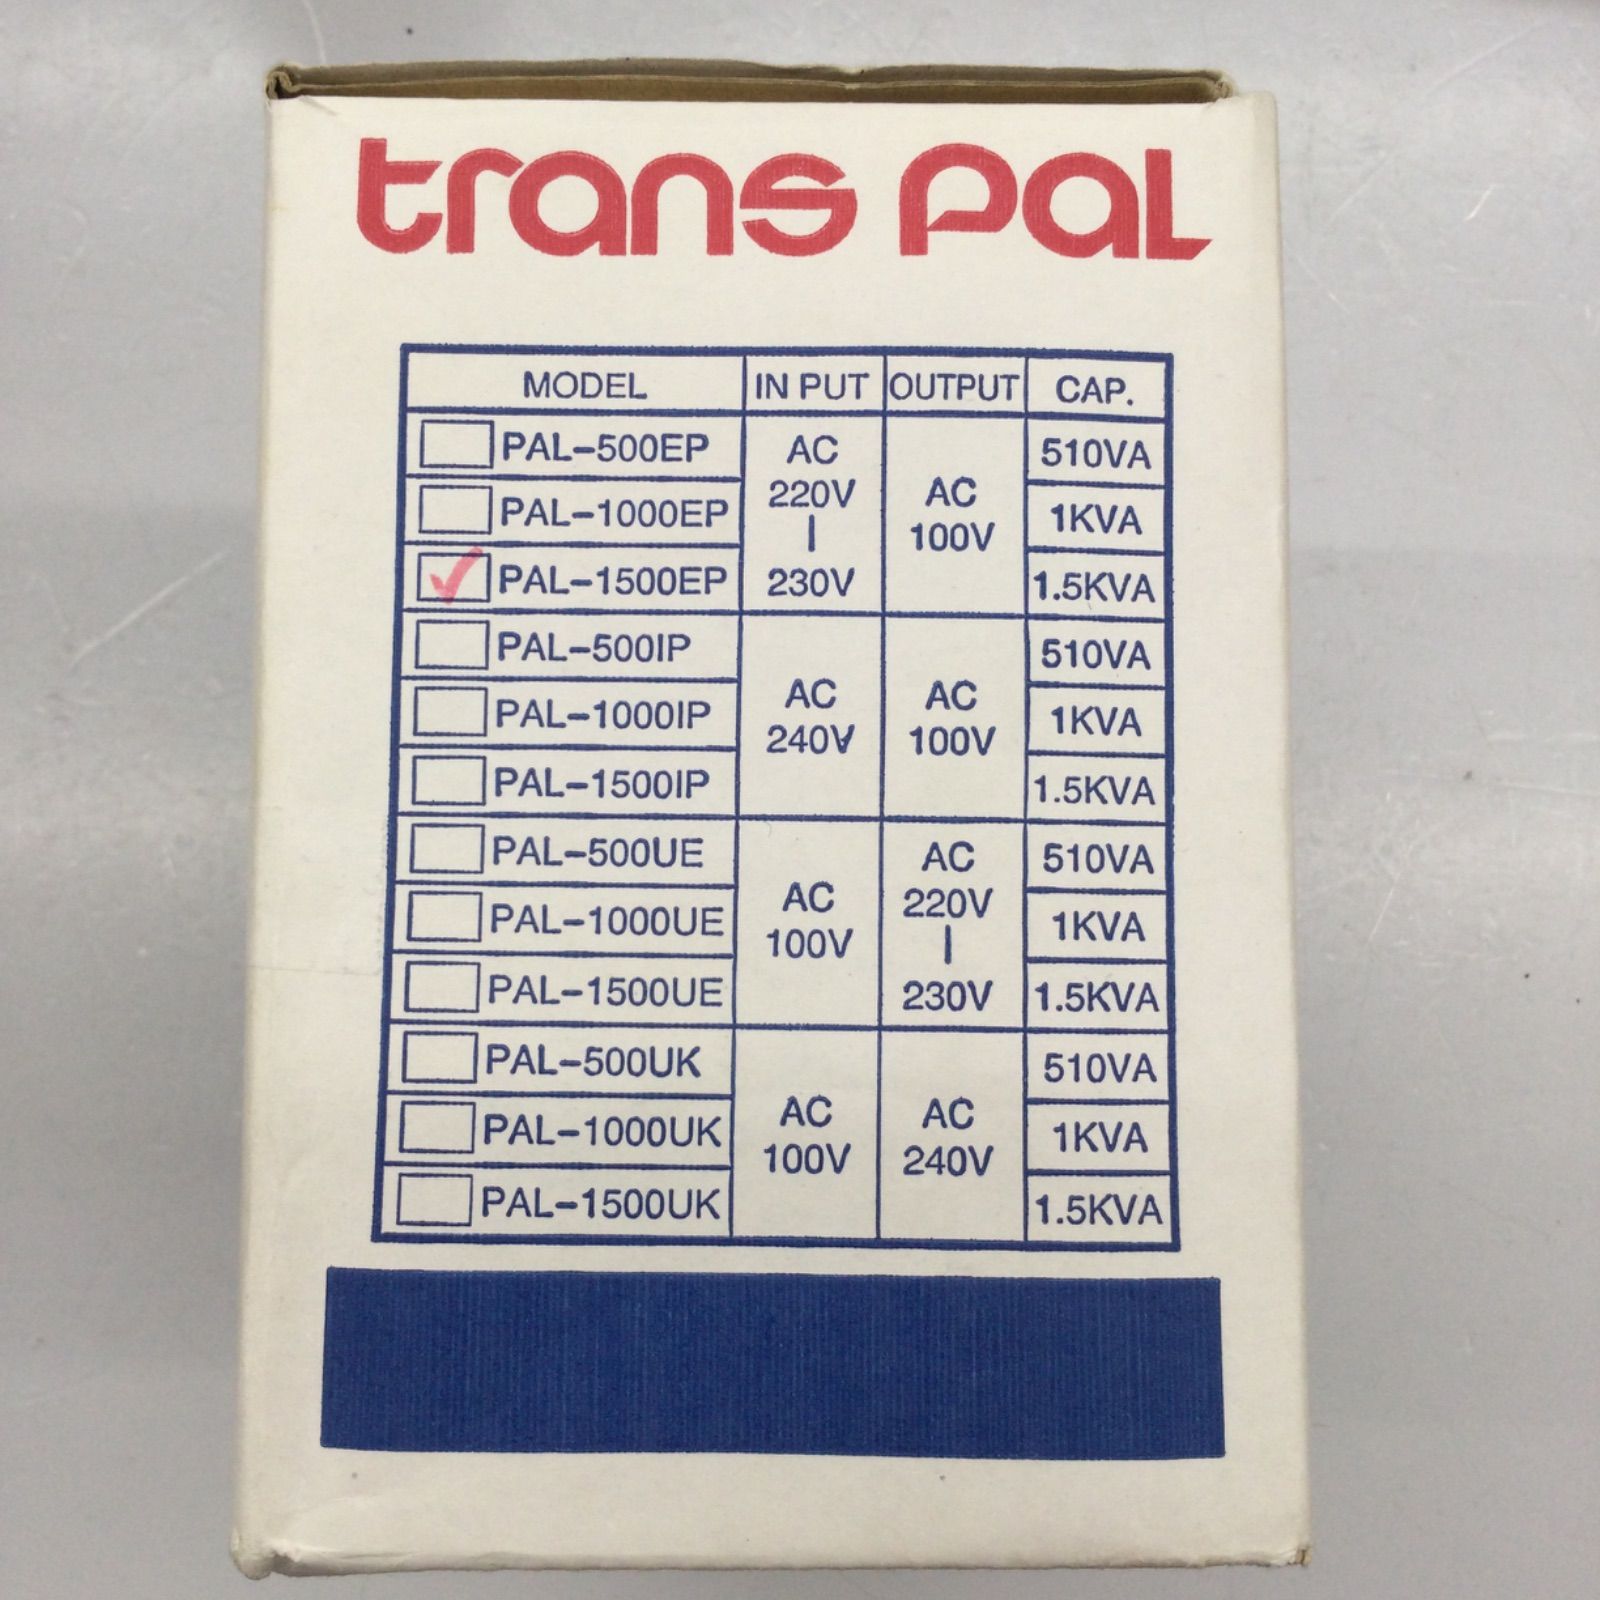 trans pal
MODEL IN PUT OUTPUT CAP.
PAL-500EP AC 220V | 230V AC 100V 510VA
PAL-1000EP 1KVA
PAL-1500EP 1.5KVA
PAL-500IP AC 240V AC 100V 510VA
PAL-1000IP 1KVA
PAL-1500IP 1.5KVA
PAL-500UE AC 100V AC 220V | 230V 510VA
PAL-1000UE 1KVA
PAL-1500UE 1.5KVA
PAL-500UK AC 100V AC 240V 510VA
PAL-1000UK 1KVA
PAL-1500UK 1.5KVA